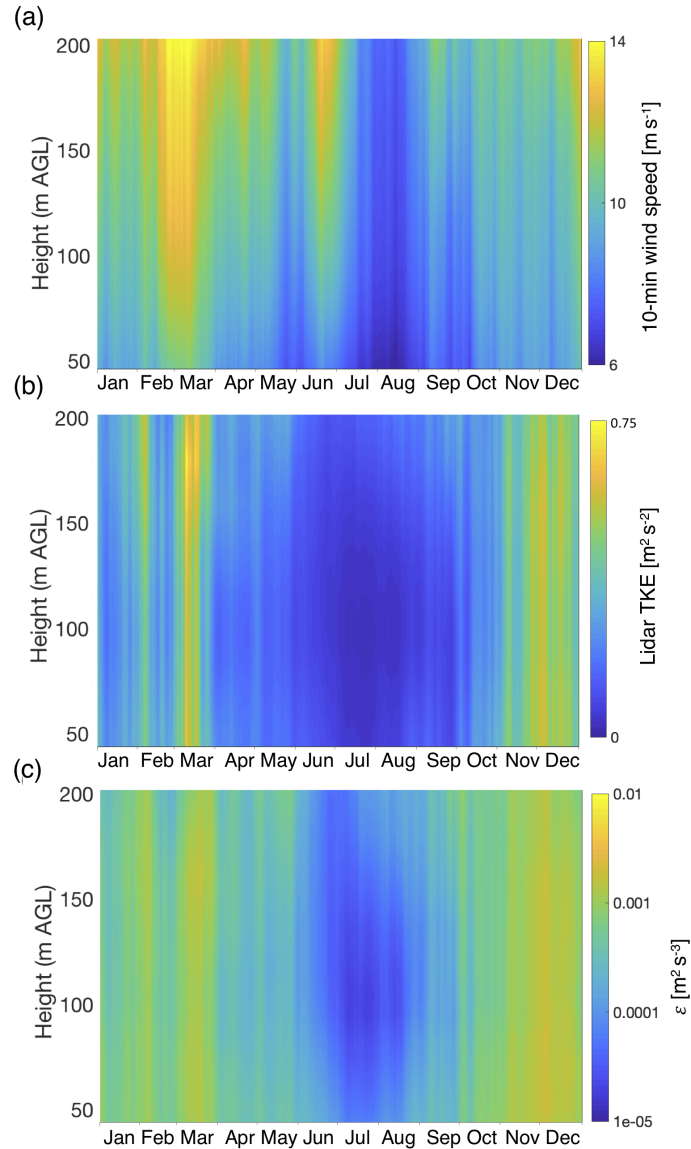 (a)
200
150
100
50
Height (m AGL)
Jan Feb Mar Apr May Jun Jul Aug Sep Oct Nov Dec
14
10
6
10-min wind speed [m s-1]
(b)
200
150
100
50
Height (m AGL)
Jan Feb Mar Apr May Jun Jul Aug Sep Oct Nov Dec
0.75
0
Lidar TKE [m2 s-2]
(c)
200
150
100
50
Height (m AGL)
Jan Feb Mar Apr May Jun Jul Aug Sep Oct Nov Dec
0.01
0.001
0.0001
1e-05
ε [m2 s-3]